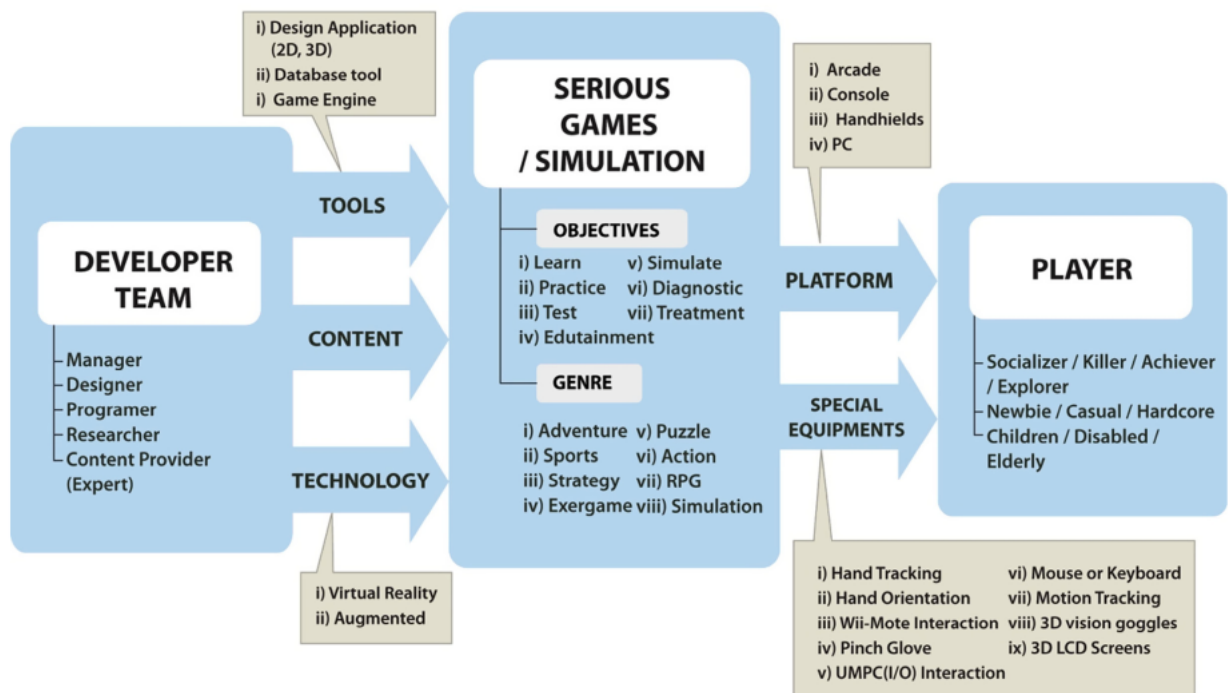 i) Design Application
(2D, 3D)
ii) Database tool
i) Game Engine
DEVELOPER
TEAM
Manager
Designer
Programer
Researcher
Content Provider
(Expert)
TOOLS
CONTENT
TECHNOLOGY
i) Virtual Reality
ii) Augmented
SERIOUS
GAMES
/ SIMULATION
OBJECTIVES
i) Learn v) Simulate
ii) Practice vi) Diagnostic
iii) Test vii) Treatment
iv) Edutainment
GENRE
i) Adventure v) Puzzle
ii) Sports vi) Action
iii) Strategy vii) RPG
iv) Exergame viii) Simulation
i) Arcade
ii) Console
iii) Handhields
iv) PC
PLATFORM
SPECIAL
EQUIPMENTS
i) Hand Tracking vi) Mouse or Keyboard
ii) Hand Orientation vii) Motion Tracking
iii) Wii-Mote Interaction viii) 3D vision goggles
iv) Pinch Glove ix) 3D LCD Screens
v) UMPC(I/O) Interaction
PLAYER
Socializer / Killer / Achiever
/ Explorer
Newbie / Casual / Hardcore
Children / Disabled /
Elderly